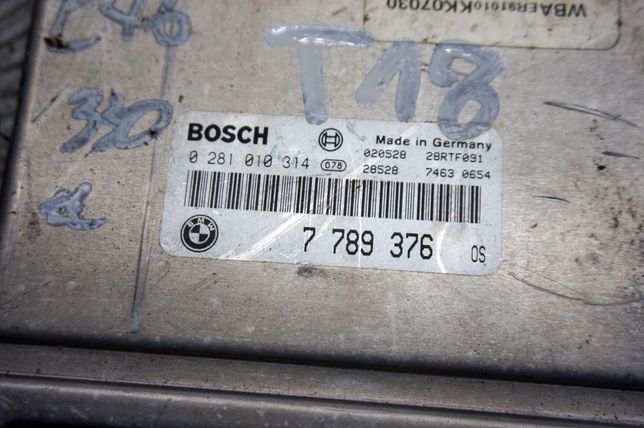 WBAER91010KK07030
E46
T18
330
d
BOSCH
Made in Germany
0 281 010 314
078
020528 28RTF091
28528 7463 0654
BMW
7 789 376 OS